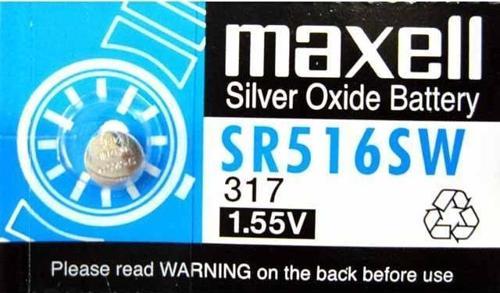 maxell
Silver Oxide Battery
SR516SW
317
1.55V
Please read WARNING on the back before use